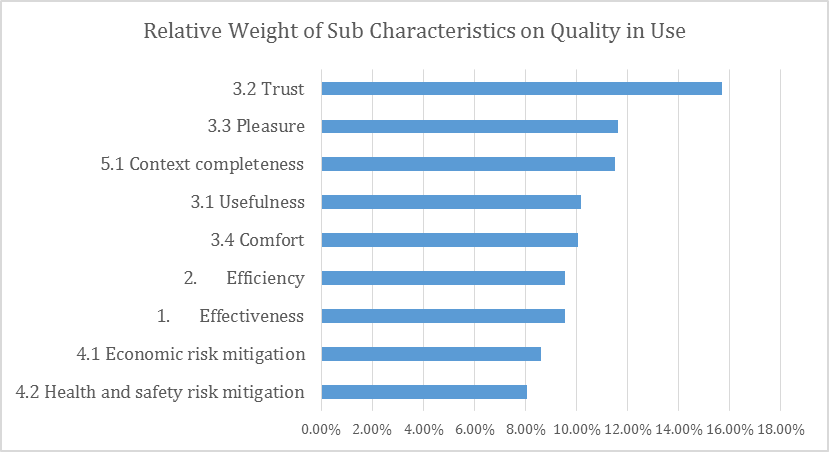 Relative Weight of Sub Characteristics on Quality in Use
3.2 Trust
3.3 Pleasure
5.1 Context completeness
3.1 Usefulness
3.4 Comfort
2. Efficiency
1. Effectiveness
4.1 Economic risk mitigation
4.2 Health and safety risk mitigation
0.00% 2.00% 4.00% 6.00% 8.00% 10.00% 12.00% 14.00% 16.00% 18.00%